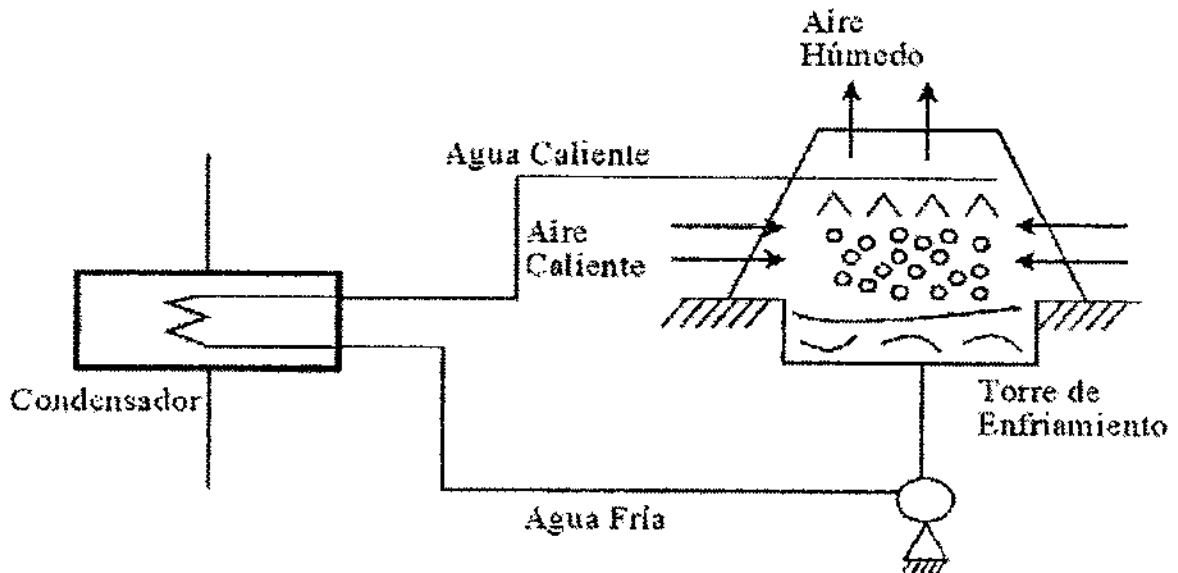 Aire
Húmedo
Agua Caliente
Aire
Caliente
Condensador
Torre de
Enfriamiento
Agua Fría